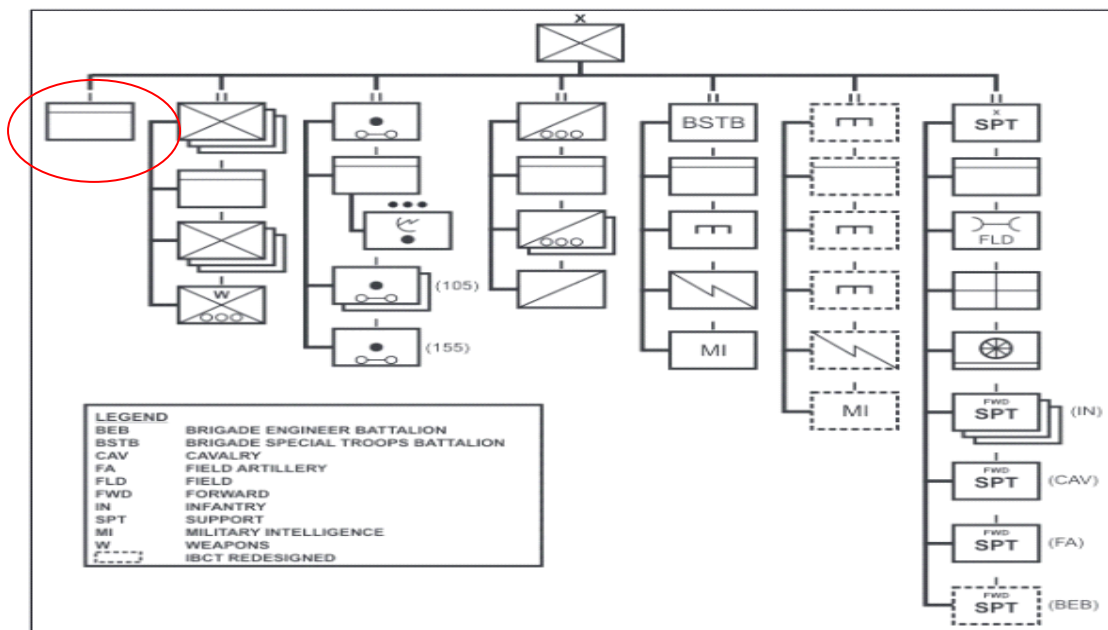 X
I II II II II II II
BSTB
X
SPT
I I I I I I
I I I I I I
FLD
W
(105)
(155)
MI
MI
FWD
SPT (IN)
FWD
SPT (CAV)
FWD
SPT (FA)
FWD
SPT (BEB)
LEGEND
BEB BRIGADE ENGINEER BATTALION
BSTB BRIGADE SPECIAL TROOPS BATTALION
CAV CAVALRY
FA FIELD ARTILLERY
FLD FIELD
FWD FORWARD
IN INFANTRY
SPT SUPPORT
MI MILITARY INTELLIGENCE
W WEAPONS
IBCT REDESIGNED